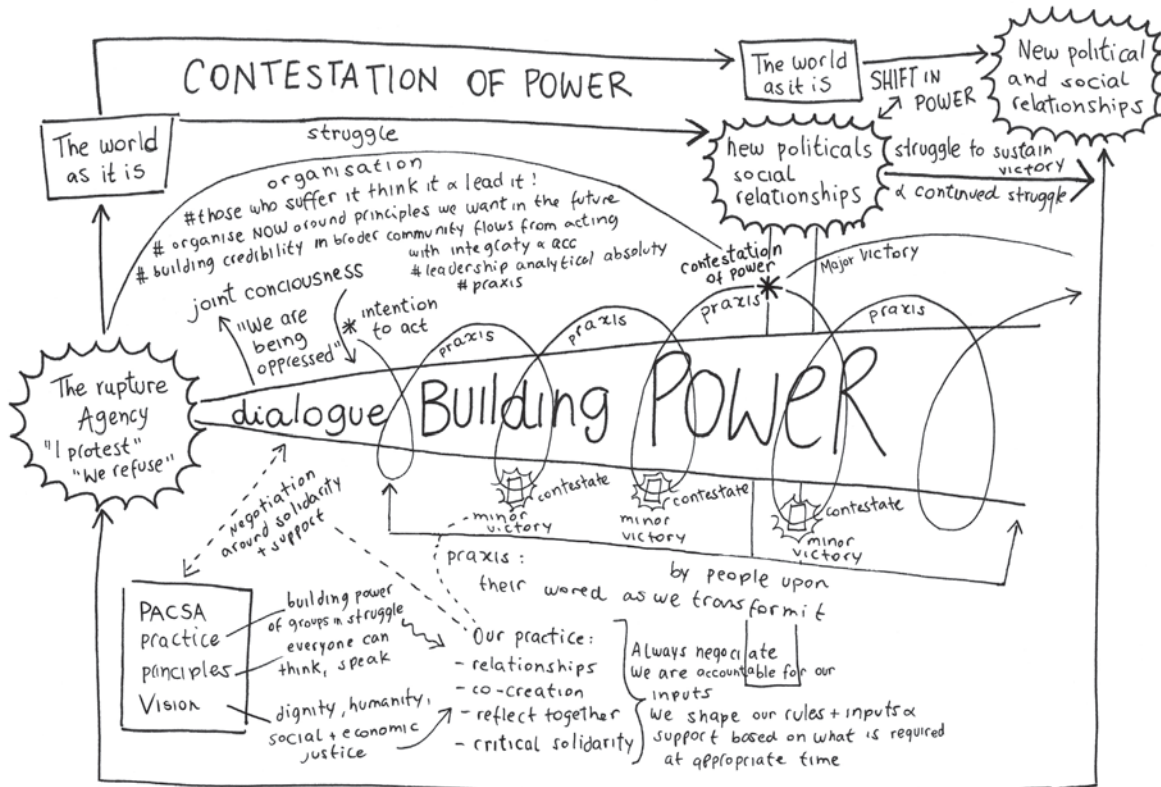 CONTESTATION OF POWER
The world
as it is
The world
as it is
SHIFT IN
POWER
New political
and social
relationships
struggle
new politicals
social
relationships
struggle to sustain
victory
& continued struggle
organisation
#those who suffer it think it & lead it!
# organise NOW around principles we want in the future
# building credibility in broder community flows from acting
with integraty & acc
#leadership analytical absoluty
#praxis
joint conciousness
"We are
being
oppressed"
* intention
to act
contestation
of power
*
Major victory
praxis
praxis
praxis
praxis
The rupture
Agency
"I protest"
"We refuse"
dialogue Building POWeR
contestate
minor
victory
contestate
minor
victory
contestate
minor
victory
negotiation
around solidarity
+ support
praxis:
by people upon
their wored as we transformit
PACSA
practice
principles
Vision
building power
of groups in struggle
everyone can
think, speak
dignity, humanity,
social + economic
justice
Our practice:
- relationships
- co-creation
- reflect together
- critical solidarity
Always negociate
We are accountable for our
inputs
We shape our rules + inputs &
support based on what is required
at appropriate time